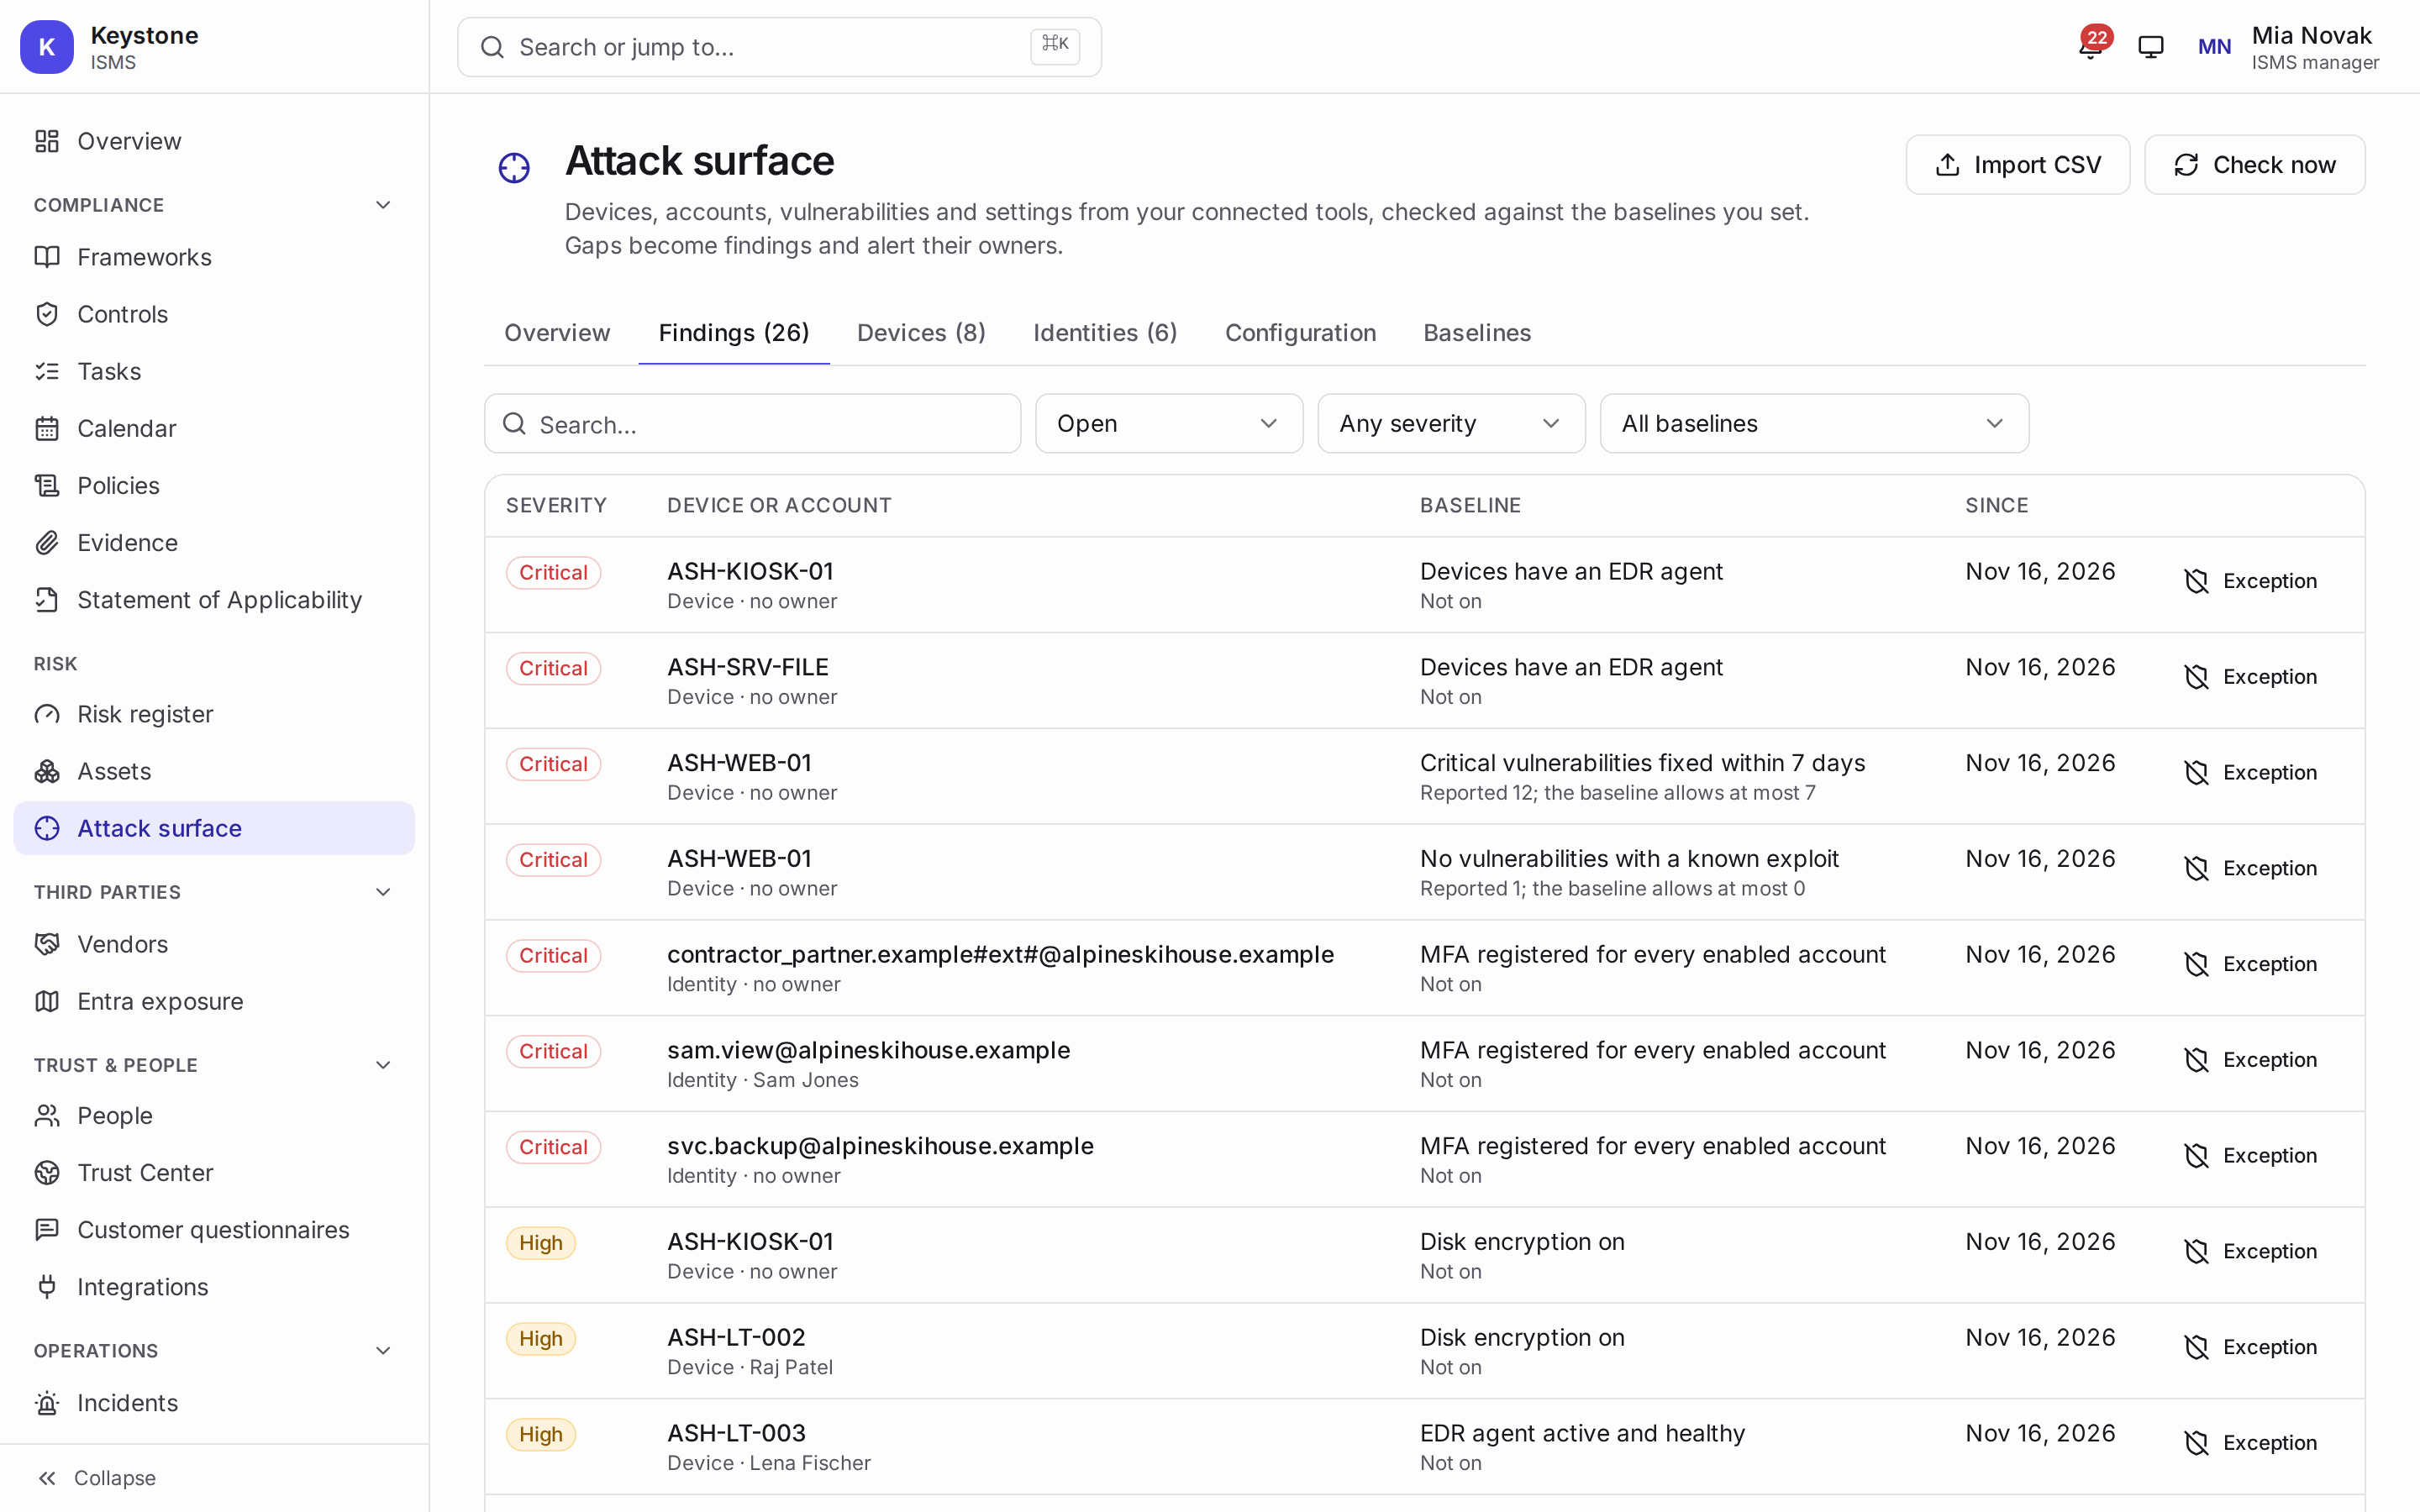 K
Keystone
ISMS
Search or jump to...
⌘K
22
MN
Mia Novak
ISMS manager
Overview
COMPLIANCE
Frameworks
Controls
Tasks
Calendar
Policies
Evidence
Statement of Applicability
RISK
Risk register
Assets
Attack surface
THIRD PARTIES
Vendors
Entra exposure
TRUST & PEOPLE
People
Trust Center
Customer questionnaires
Integrations
OPERATIONS
Incidents
Collapse
Attack surface
Devices, accounts, vulnerabilities and settings from your connected tools, checked against the baselines you set.
Gaps become findings and alert their owners.
Import CSV
Check now
Overview Findings (26) Devices (8) Identities (6) Configuration Baselines
Search... Open Any severity All baselines
SEVERITY DEVICE OR ACCOUNT BASELINE SINCE
Critical ASH-KIOSK-01 Devices have an EDR agent Nov 16, 2026 Exception
Device · no owner Not on
Critical ASH-SRV-FILE Devices have an EDR agent Nov 16, 2026 Exception
Device · no owner Not on
Critical ASH-WEB-01 Critical vulnerabilities fixed within 7 days Nov 16, 2026 Exception
Device · no owner Reported 12; the baseline allows at most 7
Critical ASH-WEB-01 No vulnerabilities with a known exploit Nov 16, 2026 Exception
Device · no owner Reported 1; the baseline allows at most 0
Critical contractor_partner.example#ext#@alpineskihouse.example MFA registered for every enabled account Nov 16, 2026 Exception
Identity · no owner Not on
Critical sam.view@alpineskihouse.example MFA registered for every enabled account Nov 16, 2026 Exception
Identity · Sam Jones Not on
Critical svc.backup@alpineskihouse.example MFA registered for every enabled account Nov 16, 2026 Exception
Identity · no owner Not on
High ASH-KIOSK-01 Disk encryption on Nov 16, 2026 Exception
Device · no owner Not on
High ASH-LT-002 Disk encryption on Nov 16, 2026 Exception
Device · Raj Patel Not on
High ASH-LT-003 EDR agent active and healthy Nov 16, 2026 Exception
Device · Lena Fischer Not on